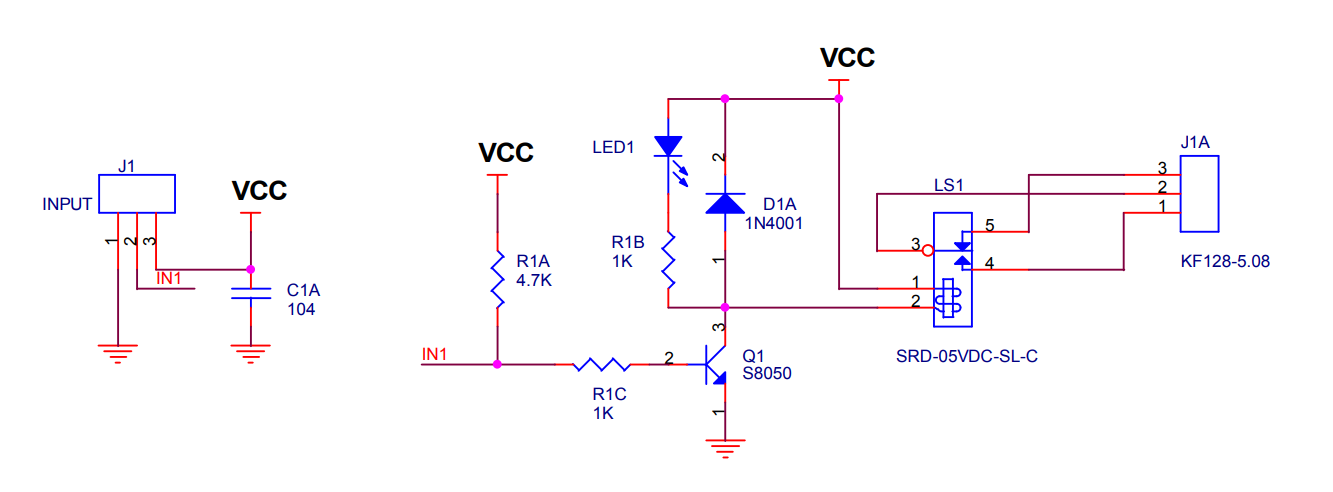 VCC
J1
INPUT
1
2
3
IN1
VCC
C1A
104
VCC
R1A
4.7K
IN1
R1C
1K
LED1
R1B
1K
2
D1A
1N4001
1
3
2
Q1
S8050
1
VCC
LS1
3
5
4
1
2
SRD-05VDC-SL-C
J1A
3
2
1
KF128-5.08